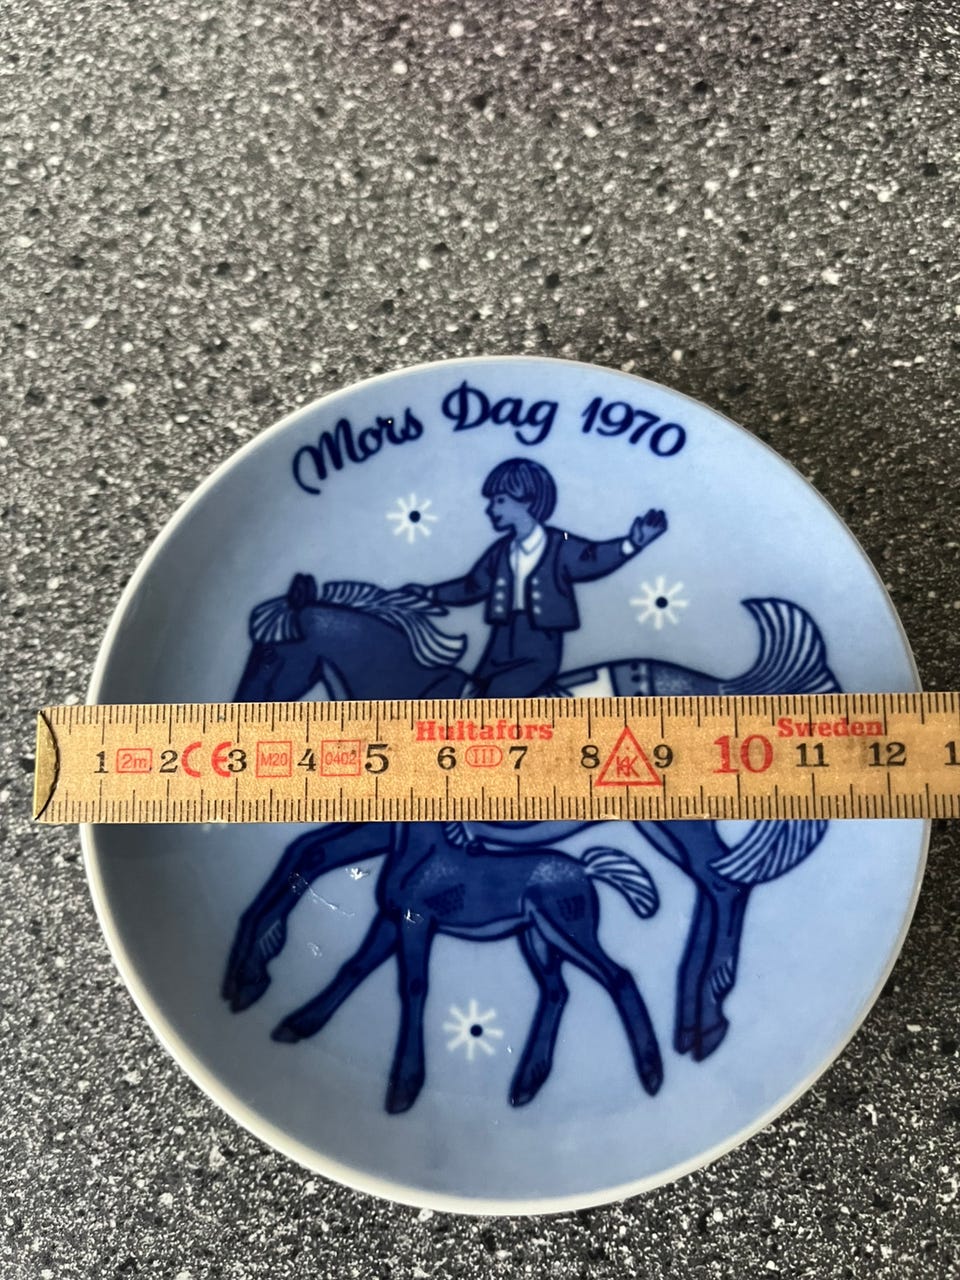 Mors Dag 1970
Hultafors Sweden
1 2m 2 CE 3 M20 4 0402 5 6 III 7 8 K 9 10 11 12 1